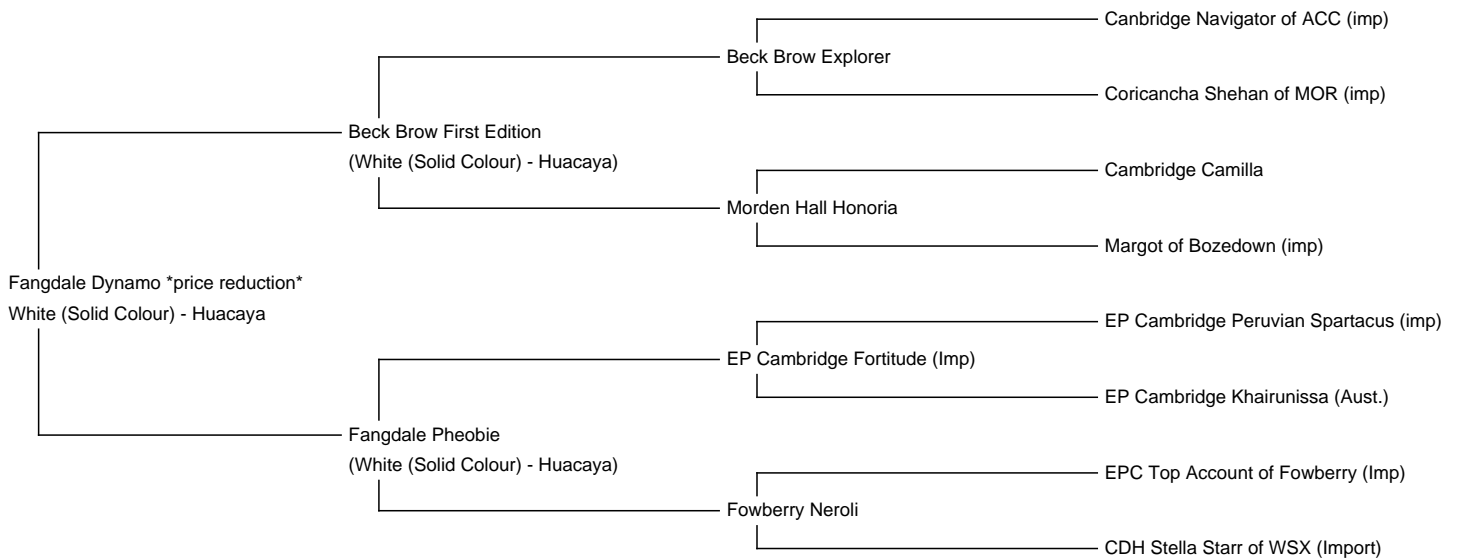 Canbridge Navigator of ACC (imp)
Beck Brow Explorer
Coricancha Shehan of MOR (imp)
Beck Brow First Edition
(White (Solid Colour) - Huacaya)
Cambridge Camilla
Morden Hall Honoria
Margot of Bozedown (imp)
Fangdale Dynamo *price reduction*
White (Solid Colour) - Huacaya
EP Cambridge Peruvian Spartacus (imp)
EP Cambridge Fortitude (Imp)
EP Cambridge Khairunissa (Aust.)
Fangdale Pheobie
(White (Solid Colour) - Huacaya)
EPC Top Account of Fowberry (Imp)
Fowberry Neroli
CDH Stella Starr of WSX (Import)